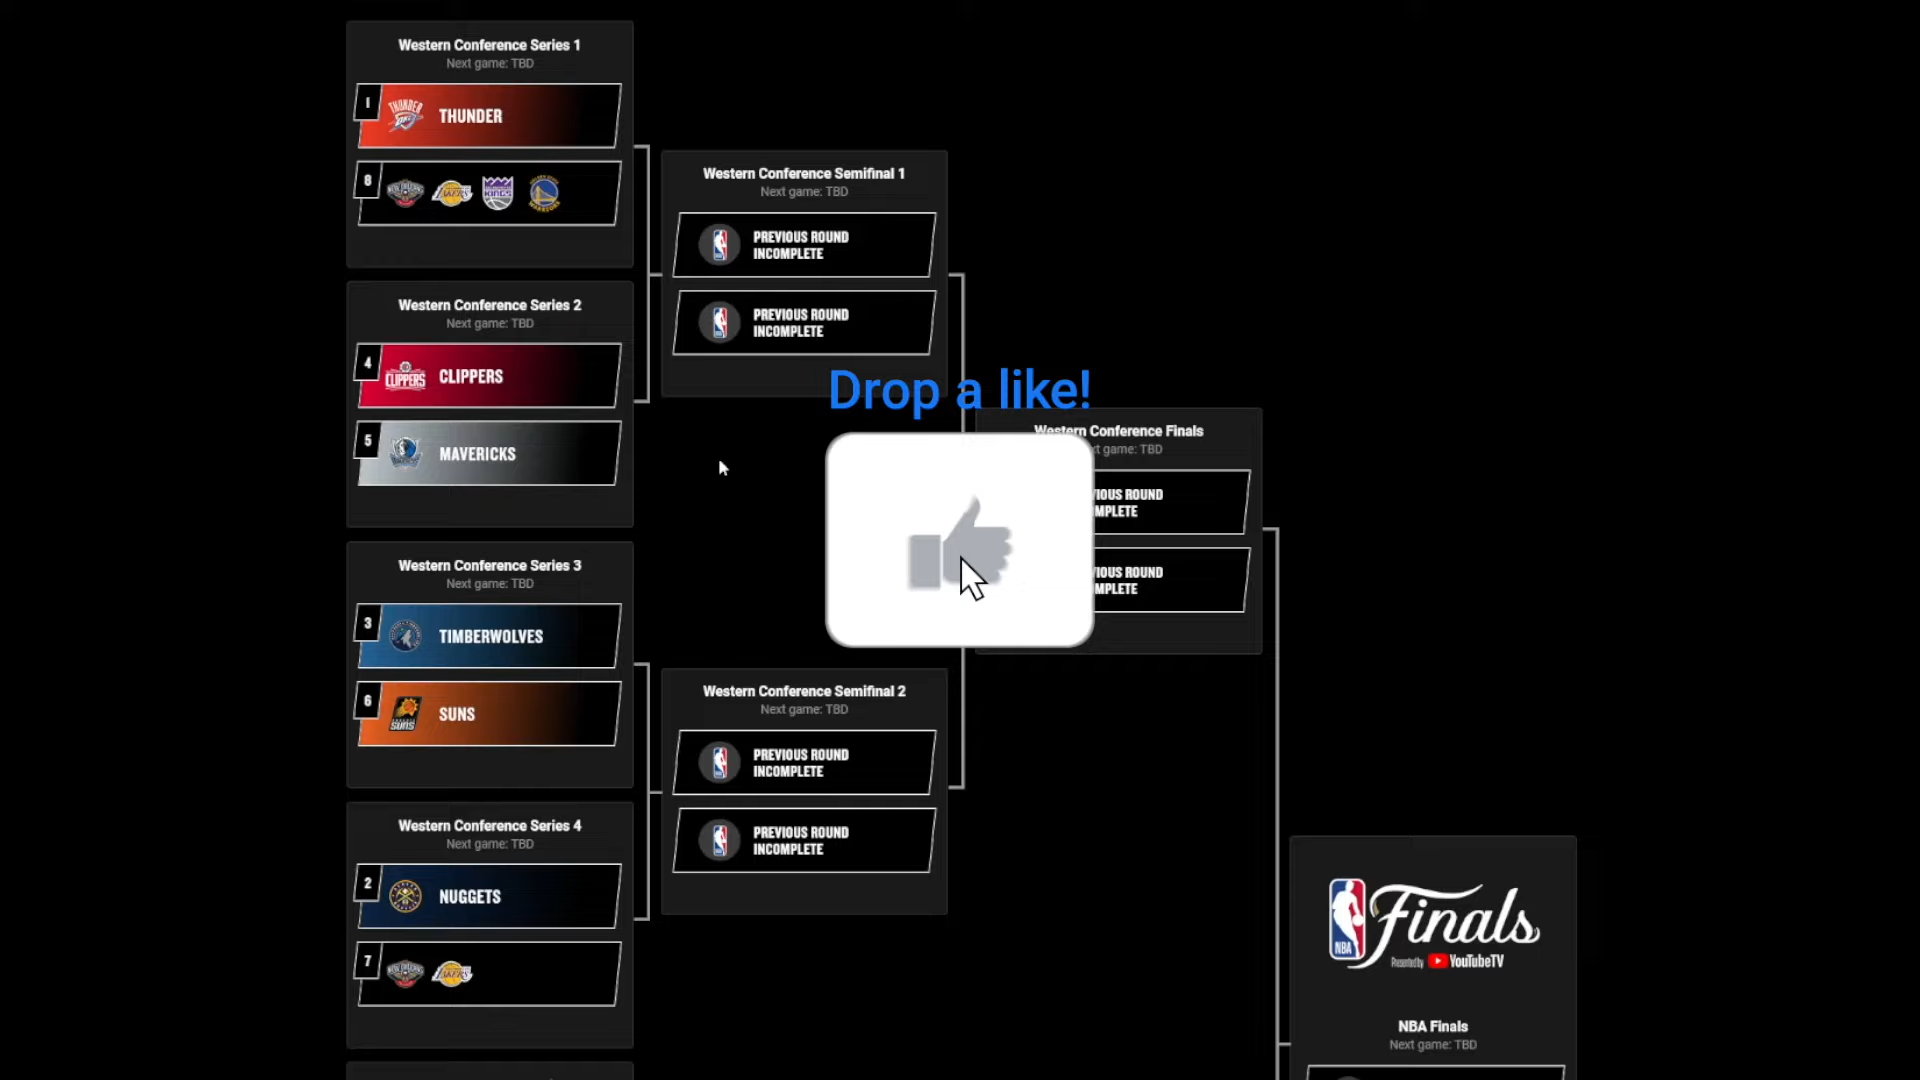 Western Conference Series 1
Next game: TBD
1
THUNDER
8
Western Conference Series 2
Next game: TBD
4
CLIPPERS
5
MAVERICKS
Western Conference Series 3
Next game: TBD
3
TIMBERWOLVES
6
SUNS
Western Conference Series 4
Next game: TBD
2
NUGGETS
7
Western Conference Semifinal 1
Next game: TBD
PREVIOUS ROUND
INCOMPLETE
PREVIOUS ROUND
INCOMPLETE
Drop a like!
Western Conference Semifinal 2
Next game: TBD
PREVIOUS ROUND
INCOMPLETE
PREVIOUS ROUND
INCOMPLETE
Western Conference Finals
game: TBD
ROUND
ROUND
NBA Finals
Presented by YouTubeTV
NBA Finals
Next game: TBD